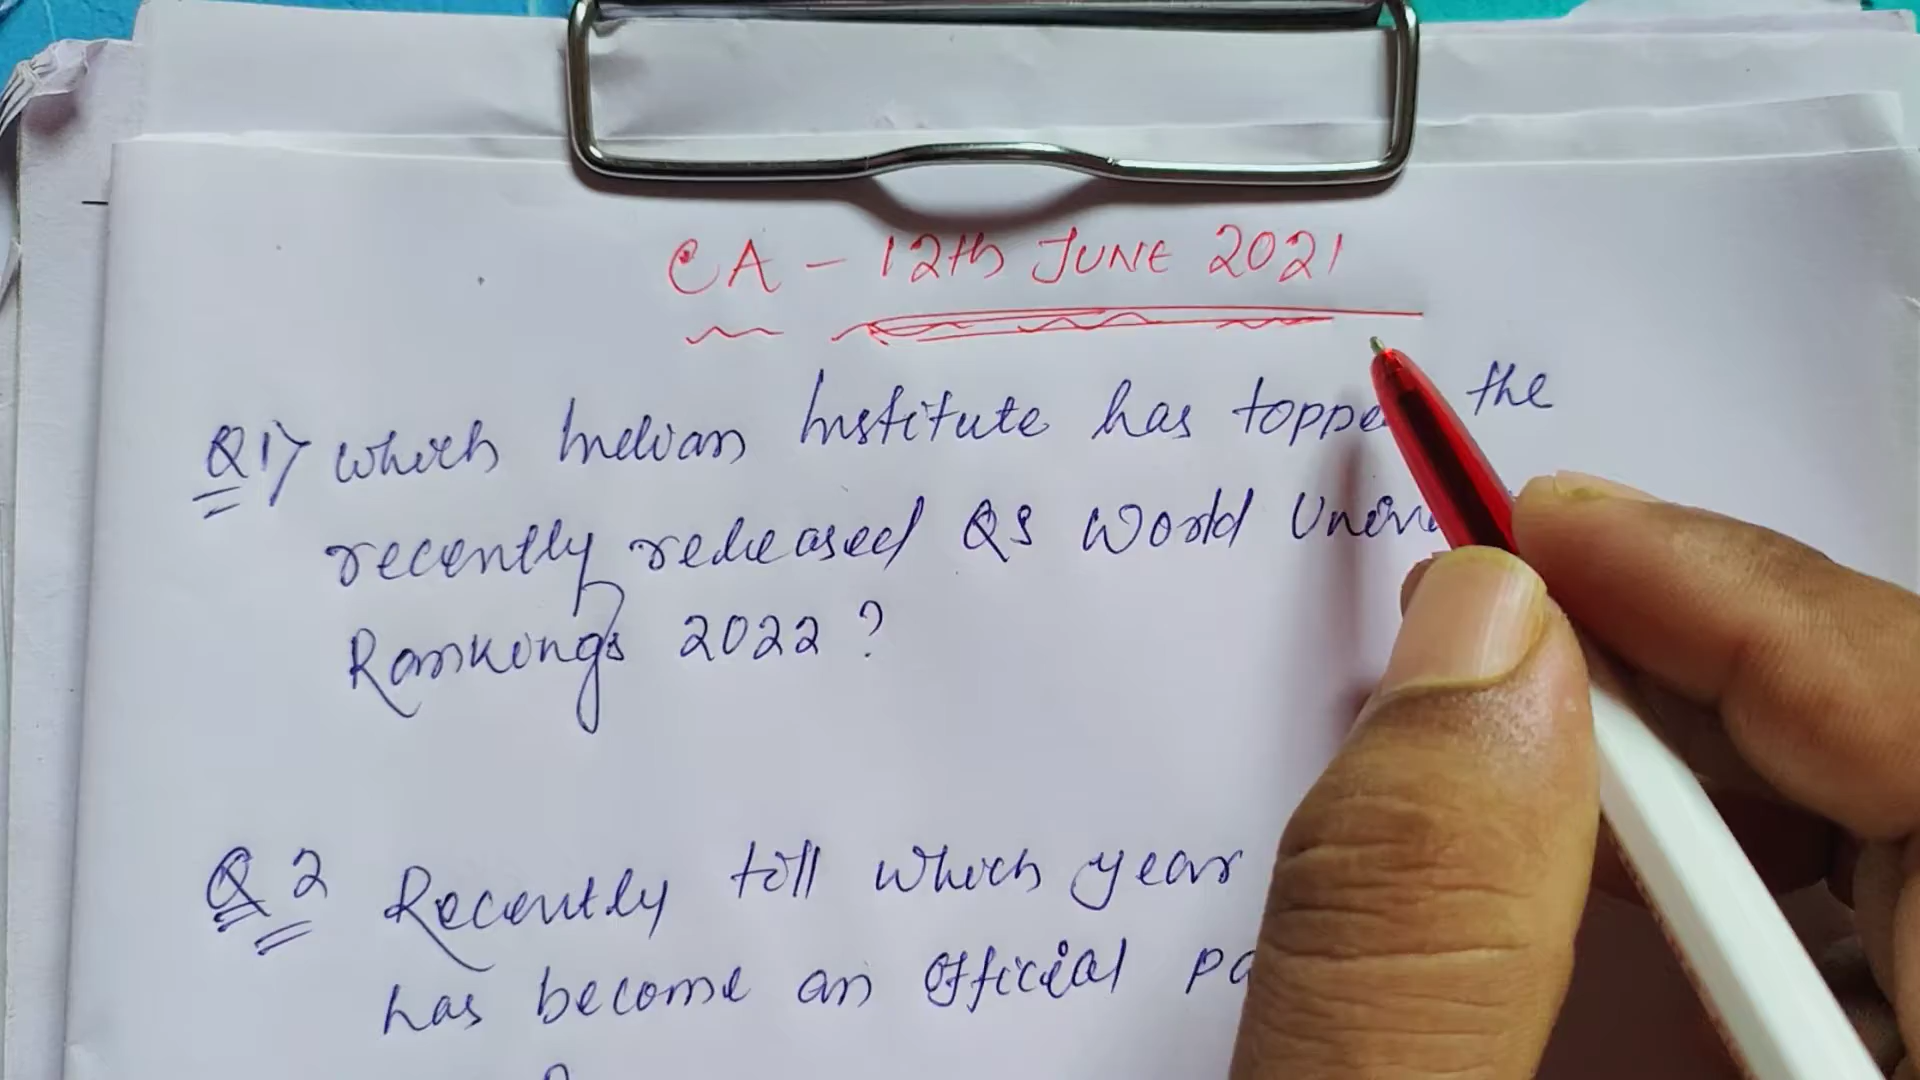 CA - 12th JUNE 2021
Q1) Which Indian Institute has topped the
recently released QS World
Rankings 2022 ?
Q2 Recently till which year
has become an official